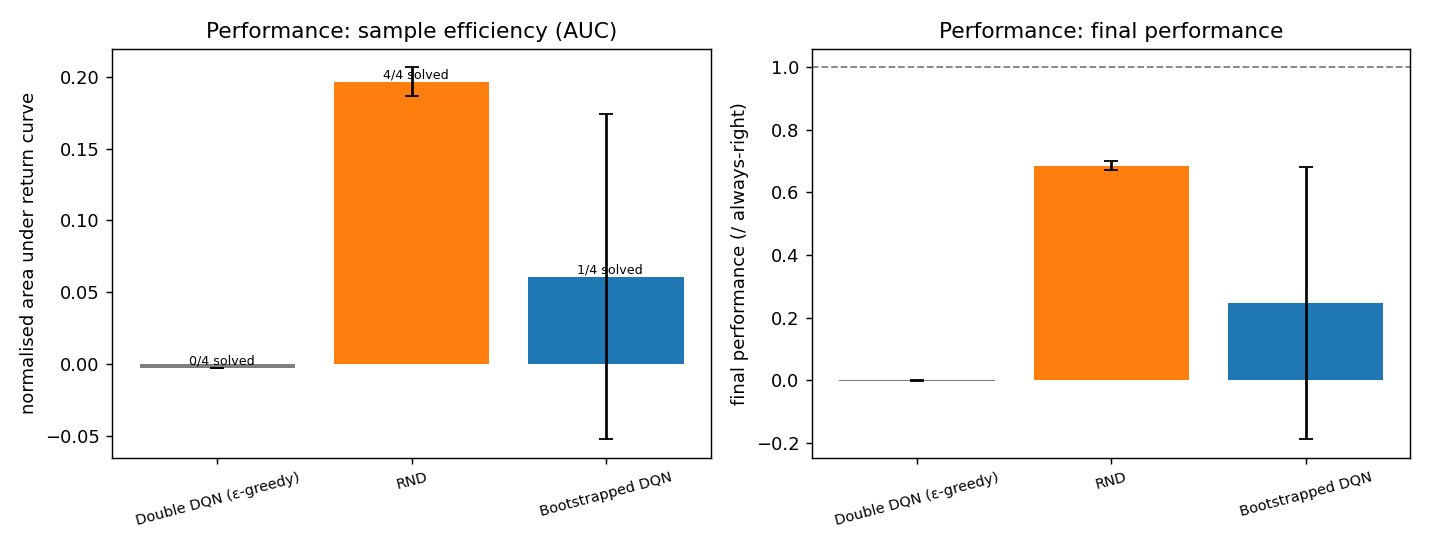 Performance: sample efficiency (AUC)
normalised area under return curve
0.20
0.15
0.10
0.05
0.00
−0.05
4/4 solved
1/4 solved
0/4 solved
Double DQN (ε-greedy)
RND
Bootstrapped DQN
Performance: final performance
final performance (/ always-right)
1.0
0.8
0.6
0.4
0.2
0.0
−0.2
Double DQN (ε-greedy)
RND
Bootstrapped DQN